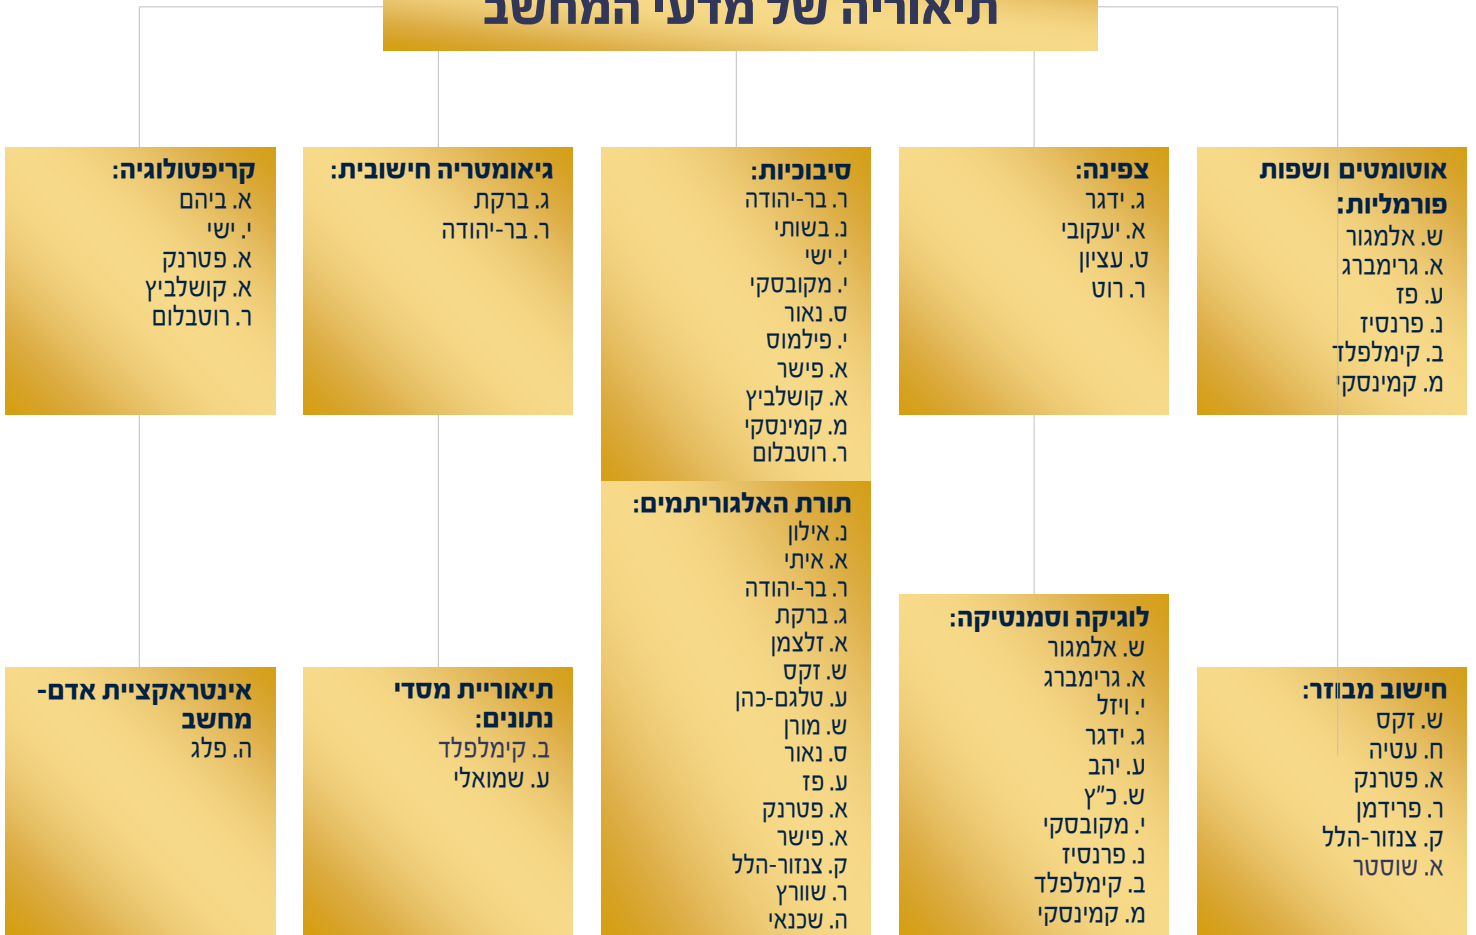 תיאוריה של מדעי המחשב
אוטומטים ושפות
פורמליות:
ש. אלמגור
א. גרימברג
ע. פז
נ. פרנסיז
ב. קימלפלד
מ. קמינסקי
צפינה:
ג. ידגר
א. יעקובי
ט. עציון
ר. רוט
סיבוכיות:
ר. בר-יהודה
נ. בשותי
י. ישי
י. מקובסקי
ס. נאור
י. פילמוס
א. פישר
א. קושלביץ
מ. קמינסקי
ר. רוטבלום
גיאומטריה חישובית:
ג. ברקת
ר. בר-יהודה
קריפטולוגיה:
א. ביהם
י. ישי
א. פטרנק
א. קושלביץ
ר. רוטבלום
חישוב מבוזר:
ש. זקס
ח. עטיה
א. פטרנק
ר. פרידמן
ק. צנזור-הלל
א. שוסטר
לוגיקה וסמנטיקה:
ש. אלמגור
א. גרימברג
י. ויזל
ג. ידגר
ע. יהב
ש. כ"ץ
י. מקובסקי
נ. פרנסיז
ב. קימלפלד
מ. קמינסקי
תורת האלגוריתמים:
נ. אילון
א. איתי
ר. בר-יהודה
ג. ברקת
א. זלצמן
ש. זקס
ע. טלגם-כהן
ש. מורן
ס. נאור
ע. פז
א. פטרנק
א. פישר
ק. צנזור-הלל
ר. שוורץ
ה. שכנאי
תיאוריית מסדי
נתונים:
ב. קימלפלד
ע. שמואלי
אינטראקציית אדם-
מחשב
ה. פלג